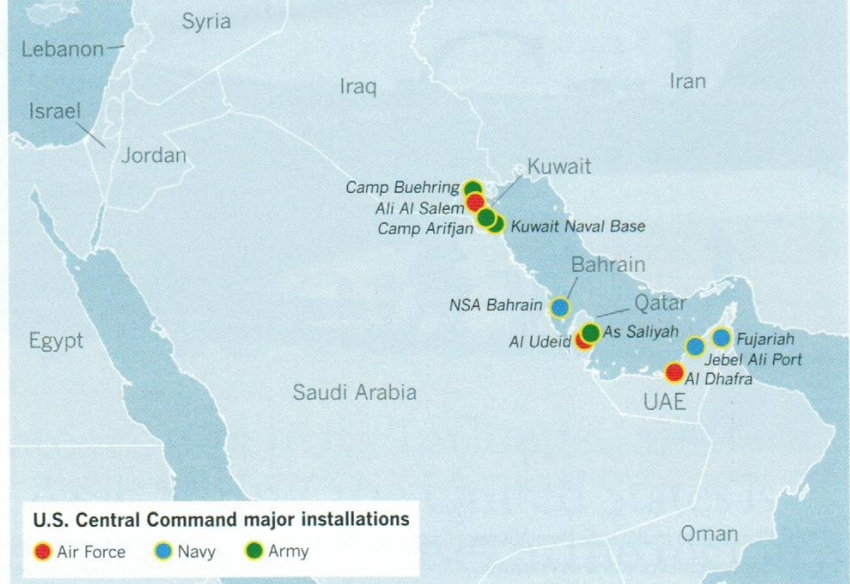 Syria
Lebanon
Iraq
Iran
Israel
Jordan
Kuwait
Camp Buehring
Ali Al Salem
Camp Arifjan
Kuwait Naval Base
Bahrain
NSA Bahrain
Qatar
Al Udeid
As Saliyah
Egypt
Fujariah
Jebel Ali Port
Al Dhafra
Saudi Arabia
UAE
U.S. Central Command major installations
Air Force Navy Army
Oman